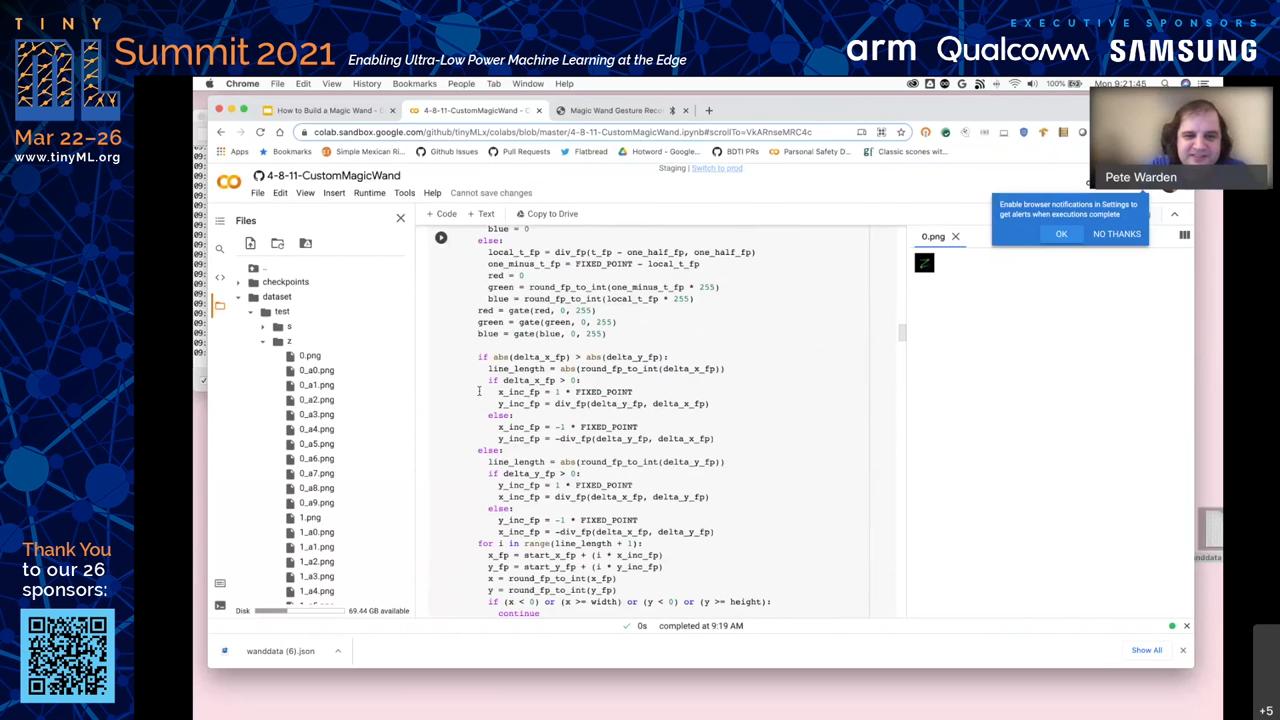 TINY
Summit 2021
Enabling Ultra-Low Power Machine Learning at the Edge
EXECUTIVE SPONSORS
arm Qualcomm SAMSUNG
Mar 22–26
www.tinyML.org
Thank You
to our 26
sponsors:
Chrome File Edit View History Bookmarks People Tab Window Help
100% Mon 9:21:45
How to Build a Magic Wand - 4-8-11-CustomMagicWand - C Magic Wand Gesture Reco
colab.sandbox.google.com/github/tinyMLx/colabs/blob/master/4-8-11-CustomMagicWand.ipynb#scrollTo=VkARnseMRC4c
Apps Bookmarks Simple Mexican Ri Github Issues Pull Requests Flatbread Hotword - Google BDTI PRs Personal Safety D Classic scones wit
Pete Warden
Staging | Switch to prod
4-8-11-CustomMagicWand
File Edit View Insert Runtime Tools Help Cannot save changes
Enable browser notifications in Settings to
get alerts when executions complete
OK NO THANKS
Files
+ Code + Text Copy to Drive
0.png
..
checkpoints
dataset
test
s
z
0.png
0_a0.png
0_a1.png
0_a2.png
0_a3.png
0_a4.png
0_a5.png
0_a6.png
0_a7.png
0_a8.png
0_a9.png
1.png
1_a0.png
1_a1.png
1_a2.png
1_a3.png
1_a4.png
Disk 69.44 GB available
blue = 0
else:
local_t_fp = div_fp(t_fp - one_half_fp, one_half_fp)
one_minus_t_fp = FIXED_POINT - local_t_fp
red = 0
green = round_fp_to_int(one_minus_t_fp * 255)
blue = round_fp_to_int(local_t_fp * 255)
red = gate(red, 0, 255)
green = gate(green, 0, 255)
blue = gate(blue, 0, 255)
if abs(delta_x_fp) > abs(delta_y_fp):
line_length = abs(round_fp_to_int(delta_x_fp))
if delta_x_fp > 0:
x_inc_fp = 1 * FIXED_POINT
y_inc_fp = div_fp(delta_y_fp, delta_x_fp)
else:
x_inc_fp = -1 * FIXED_POINT
y_inc_fp = -div_fp(delta_y_fp, delta_x_fp)
else:
line_length = abs(round_fp_to_int(delta_y_fp))
if delta_y_fp > 0:
y_inc_fp = 1 * FIXED_POINT
x_inc_fp = div_fp(delta_x_fp, delta_y_fp)
else:
y_inc_fp = -1 * FIXED_POINT
x_inc_fp = -div_fp(delta_x_fp, delta_y_fp)
for i in range(line_length + 1):
x_fp = start_x_fp + (i * x_inc_fp)
y_fp = start_y_fp + (i * y_inc_fp)
x = round_fp_to_int(x_fp)
y = round_fp_to_int(y_fp)
if (x < 0) or (x >= width) or (y < 0) or (y >= height):
continue
0s completed at 9:19 AM
wanddata (6).json
Show All
+5